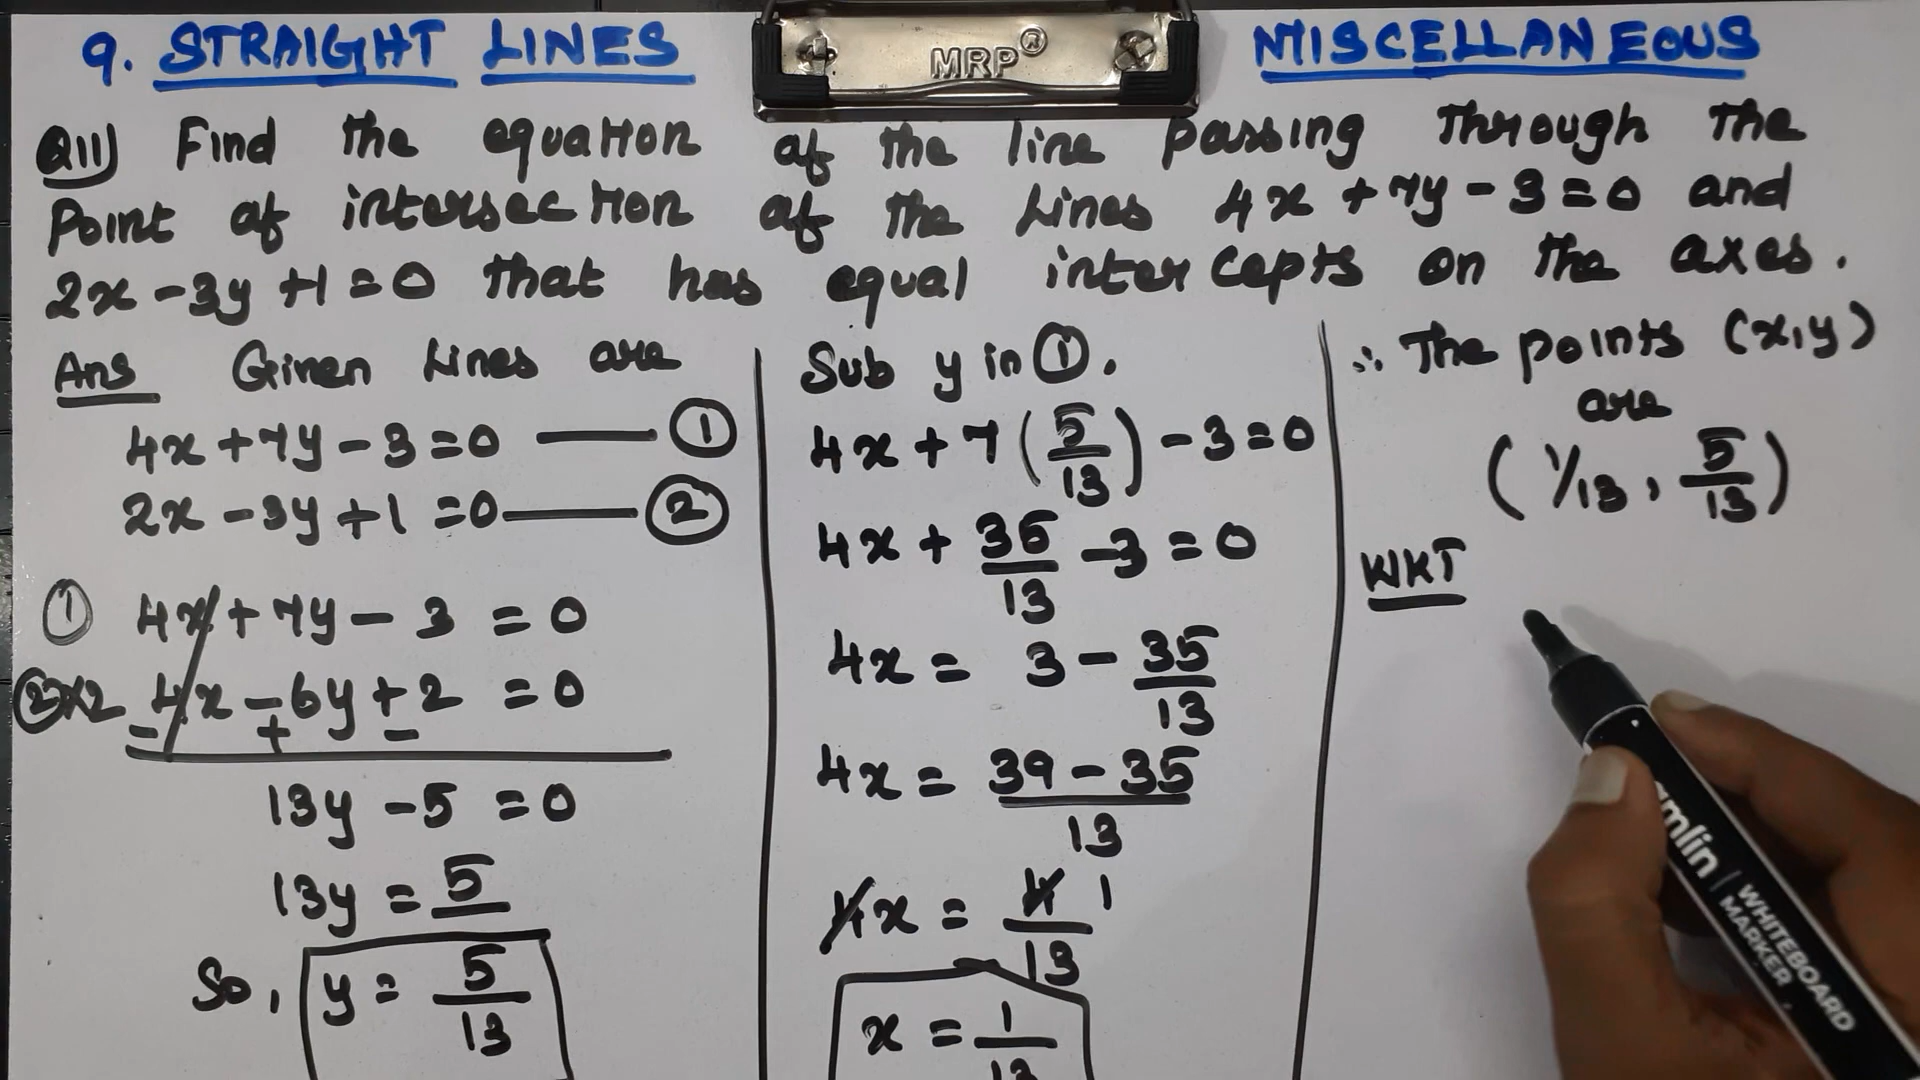 9. STRAIGHT LINES
MRP®
MISCELLANEOUS
Q11) Find the equation of the line passing through the
Point of intersection of the lines 4x + 7y - 3 = 0 and
2x - 3y + 1 = 0 that has equal intercepts on the axes.
Ans Given Lines are
4x + 7y - 3 = 0 —— ①
2x - 3y + 1 = 0 —— ②
① 4x + 7y - 3 = 0
②x2 4x - 6y + 2 = 0
- + -
13y - 5 = 0
13y = 5
So, y = 5/13
Sub y in ①.
4x + 7 (5/13) - 3 = 0
4x + 35/13 - 3 = 0
4x = 3 - 35/13
4x = 39 - 35/13
4x = 4/13 1
x = 1/13
∴ The points (x,y)
are
(1/13, 5/13)
WKT
amlin | WHITEBOARD
MARKER